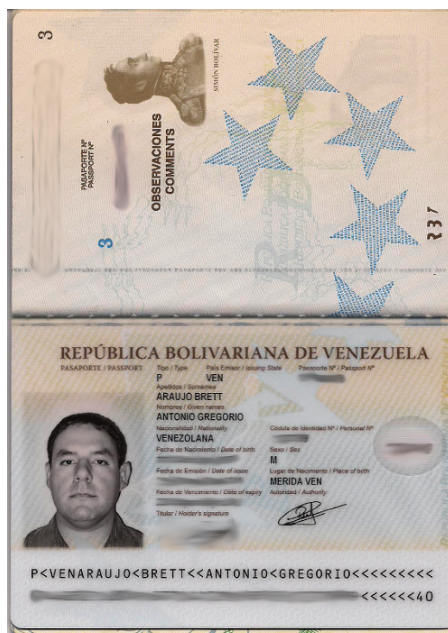 3
SIMÓN BOLÍVAR
PASAPORTE Nº
PASSPORT Nº
OBSERVACIONES
COMMENTS
3
REPÚBLICA BOLIVARIANA DE VENEZUELA
PASAPORTE / PASSPORT Tipo / Type País Emisor / Issuing State Pasaporte Nº / Passport Nº
P VEN
Apellidos / Surnames
ARAUJO BRETT
Nombres / Given names
ANTONIO GREGORIO
Nacionalidad / Nationality Cédula de Identidad Nº / Personal Nº
VENEZOLANA
Fecha de Nacimiento / Date of birth Sexo / Sex
M
Fecha de Emisión / Date of issue Lugar de Nacimiento / Place of birth
MERIDA VEN
Fecha de Vencimiento / Date of expiry Autoridad / Authority
Titular / Holder's signature
P<VENARAUJO<BRETT<<ANTONIO<GREGORIO<<<<<<<<<
<<<<<<40